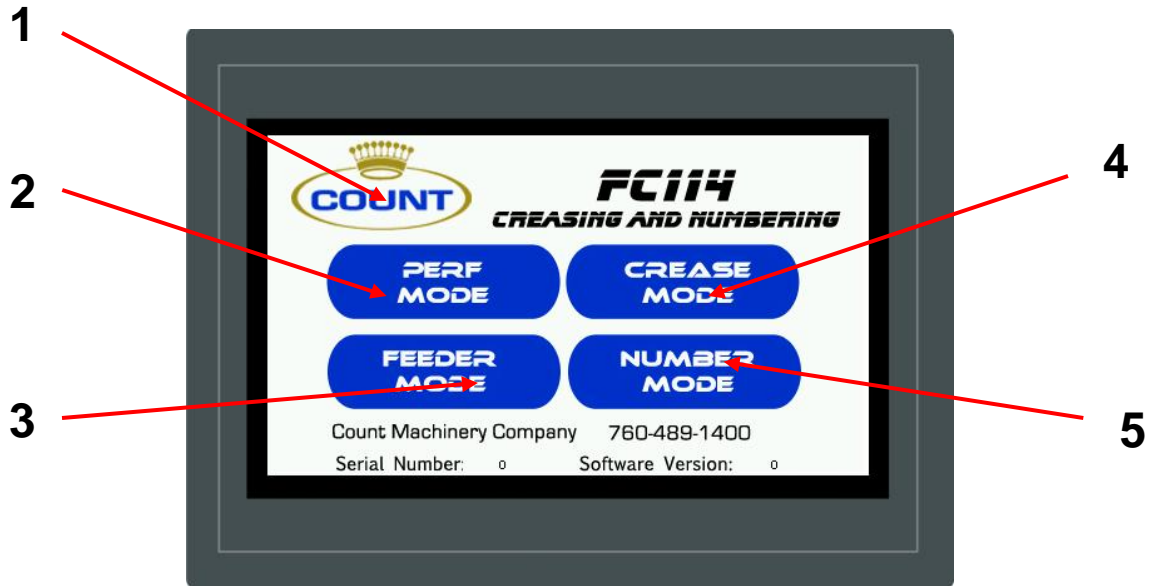 1
COUNT
FC114
CREASING AND NUMBERING
2
4
PERF
MODE
CREASE
MODE
FEEDER
MODE
NUMBER
MODE
3
5
Count Machinery Company 760-489-1400
Serial Number: 0 Software Version: 0